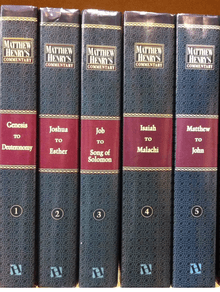 MATTHEW
HENRY'S
COMMENTARY
Genesis
TO
Deuteronomy
1
MATTHEW
HENRY'S
COMMENTARY
Joshua
TO
Esther
2
MATTHEW
HENRY'S
COMMENTARY
Job
TO
Song of
Solomon
3
MATTHEW
HENRY'S
COMMENTARY
Isaiah
TO
Malachi
4
MATTHEW
HENRY'S
COMMENTARY
Matthew
TO
John
5